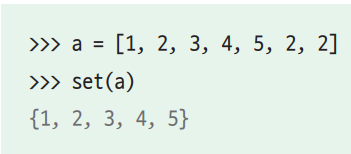 >>> a = [1, 2, 3, 4, 5, 2, 2]
>>> set(a)
{1, 2, 3, 4, 5}